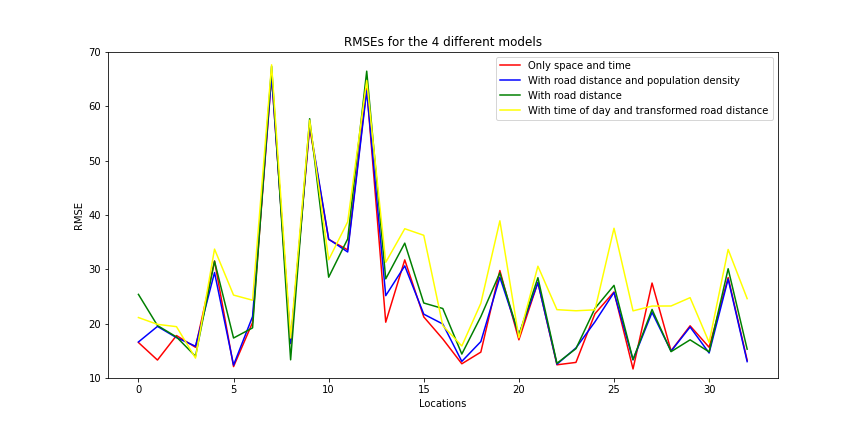 RMSEs for the 4 different models
Only space and time
With road distance and population density
With road distance
With time of day and transformed road distance
RMSE
70
60
50
40
30
20
10
0 5 10 15 20 25 30
Locations